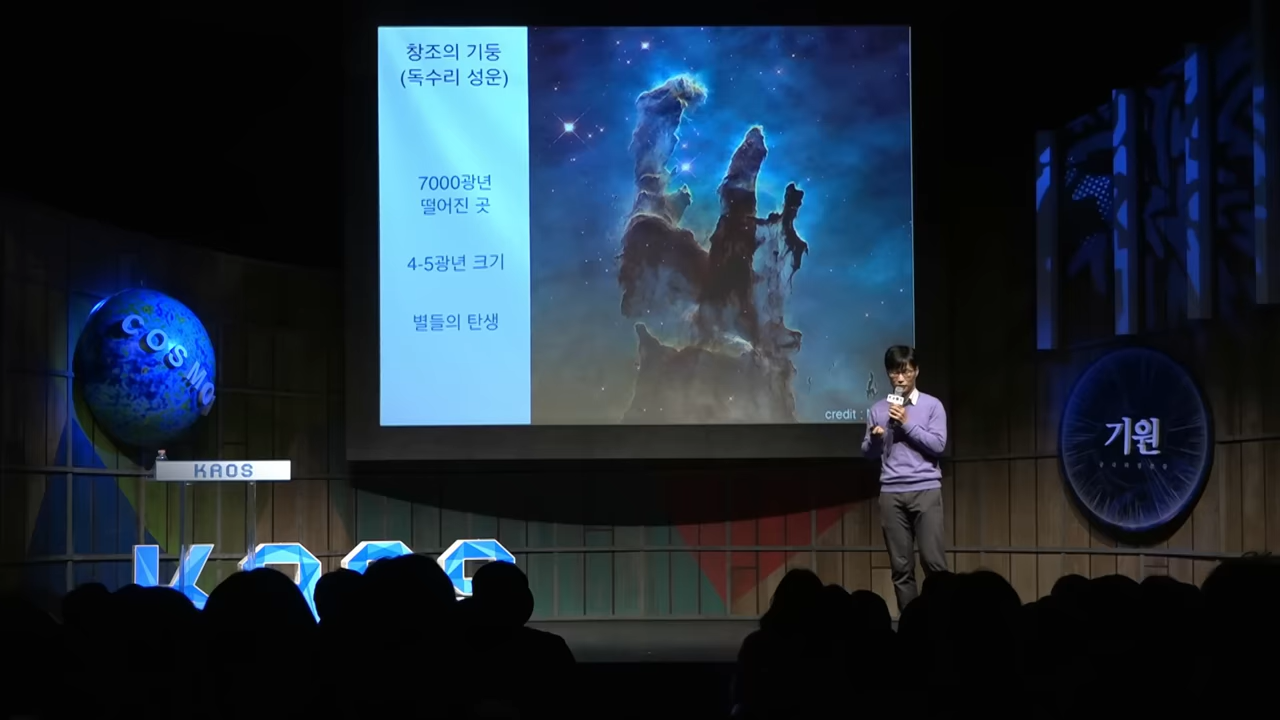 창조의 기둥
(독수리 성운)
7000광년
떨어진 곳
4-5광년 크기
별들의 탄생
credit :
COSMO
KAOS
KAOS
기원